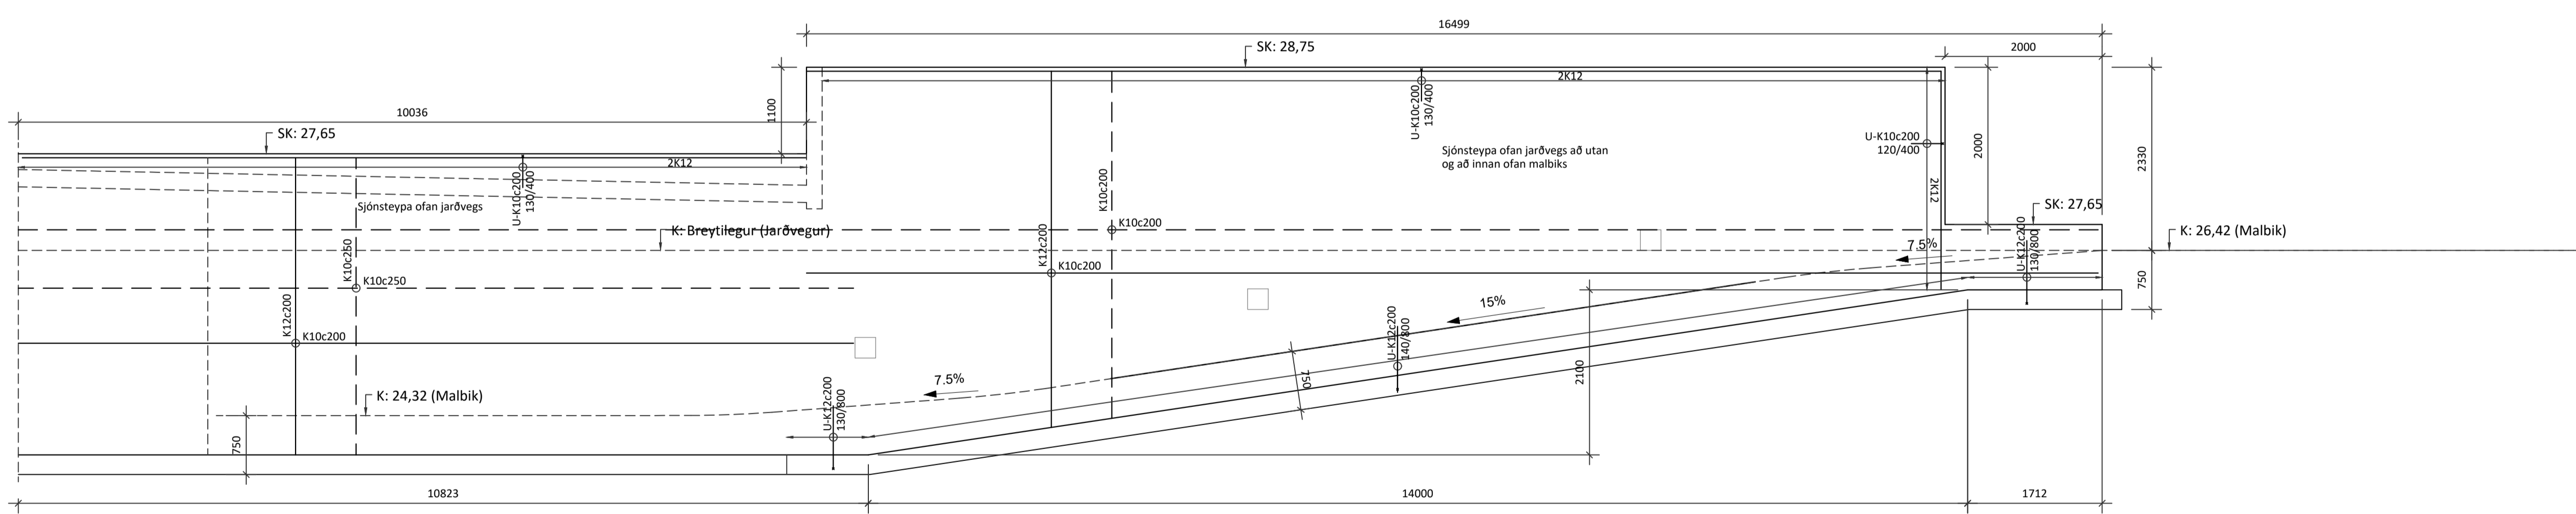 16499
SK: 28,75
2000
10036
SK: 27,65
1100
2K12
U-K10c200
130/400
Sjónsteypa ofan jarðvegs
2K12
U-K10c200
130/400
Sjónsteypa ofan jarðvegs að utan
og að innan ofan malbiks
U-K10c200
120/400
2K12
2000
2330
SK: 27,65
K10c200
K10c200
K: Breytilegur (Jarðvegur)
K12c200
K10c200
7.5%
U-K12c200
130/800
K: 26,42 (Malbik)
750
K10c250
K10c250
K12c200
K10c200
15%
U-K12c200
140/800
750
2100
7.5%
K: 24,32 (Malbik)
U-K12c200
130/800
750
10823
14000
1712